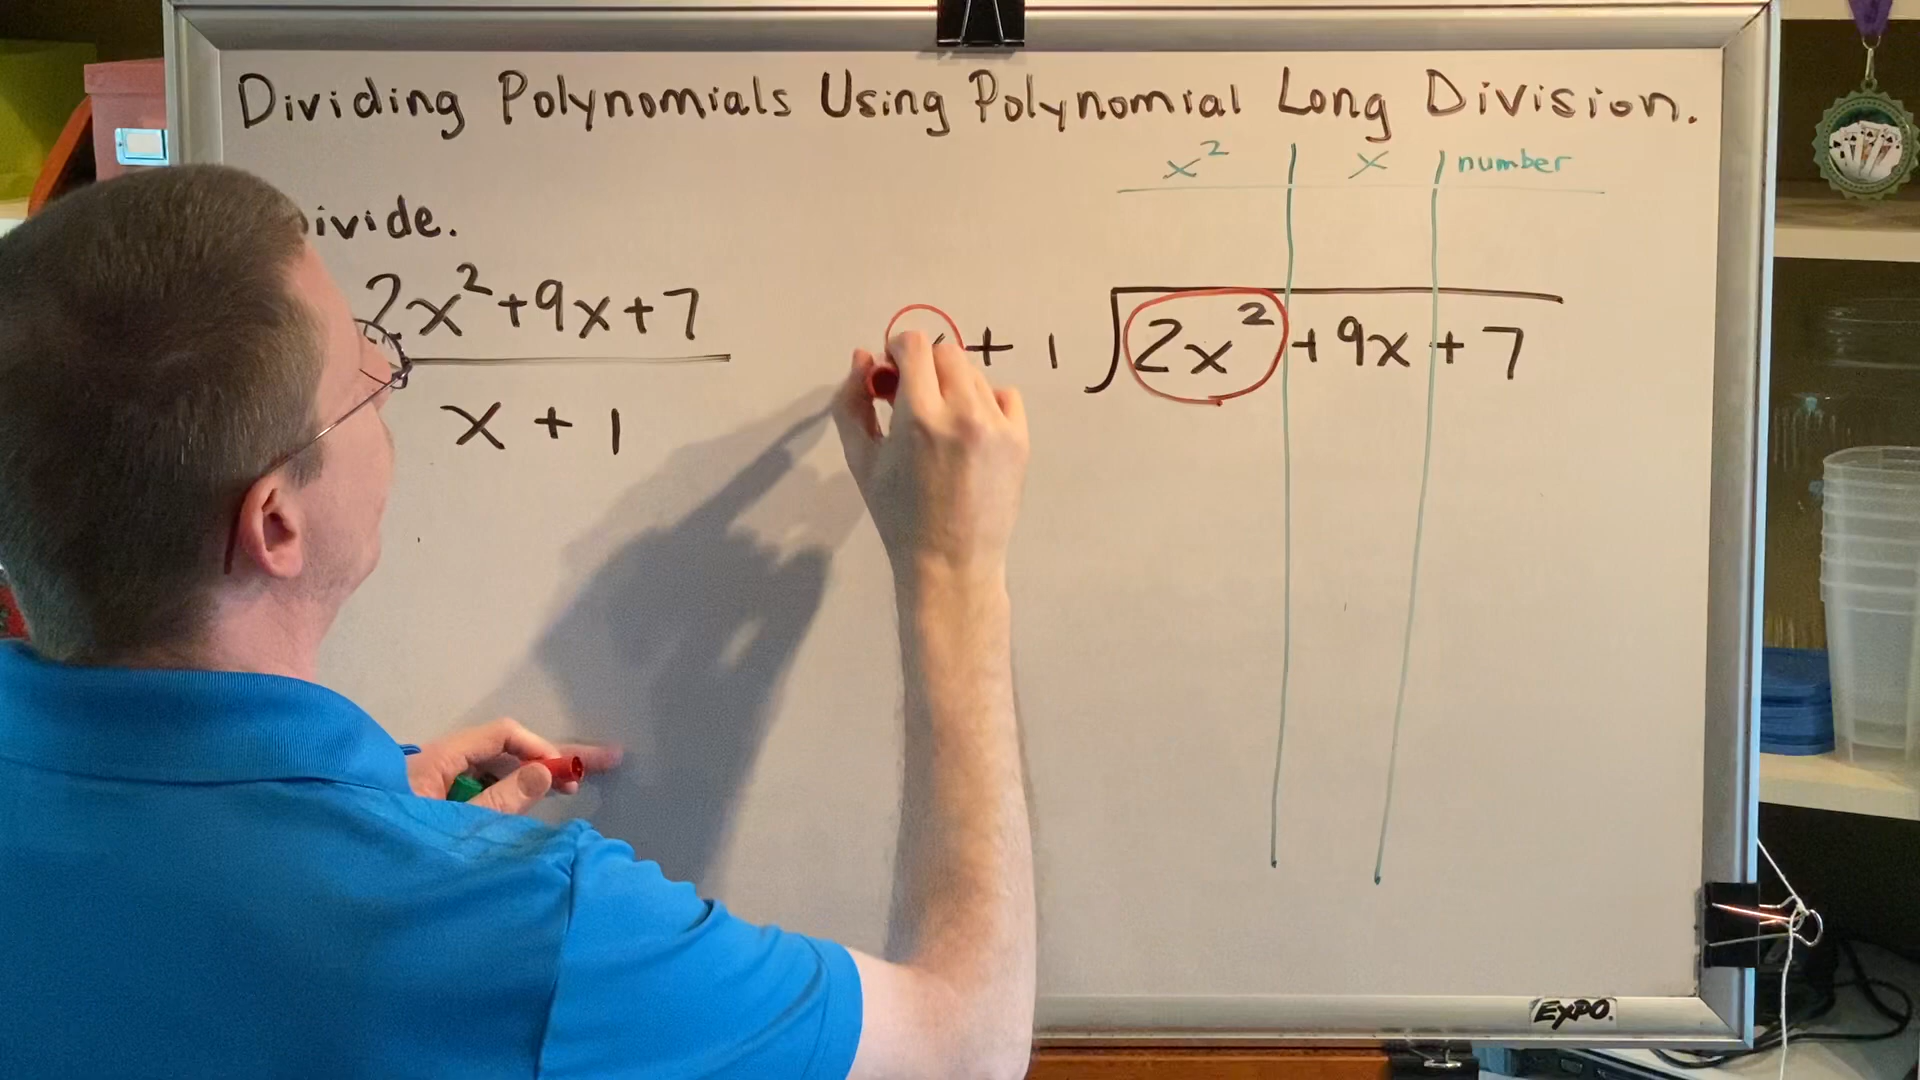 Dividing Polynomials Using Polynomial Long Division.
x² | x | number
ivide.
2x²+9x+7
x + 1
+ 1 2x² + 9x + 7
EXPO.